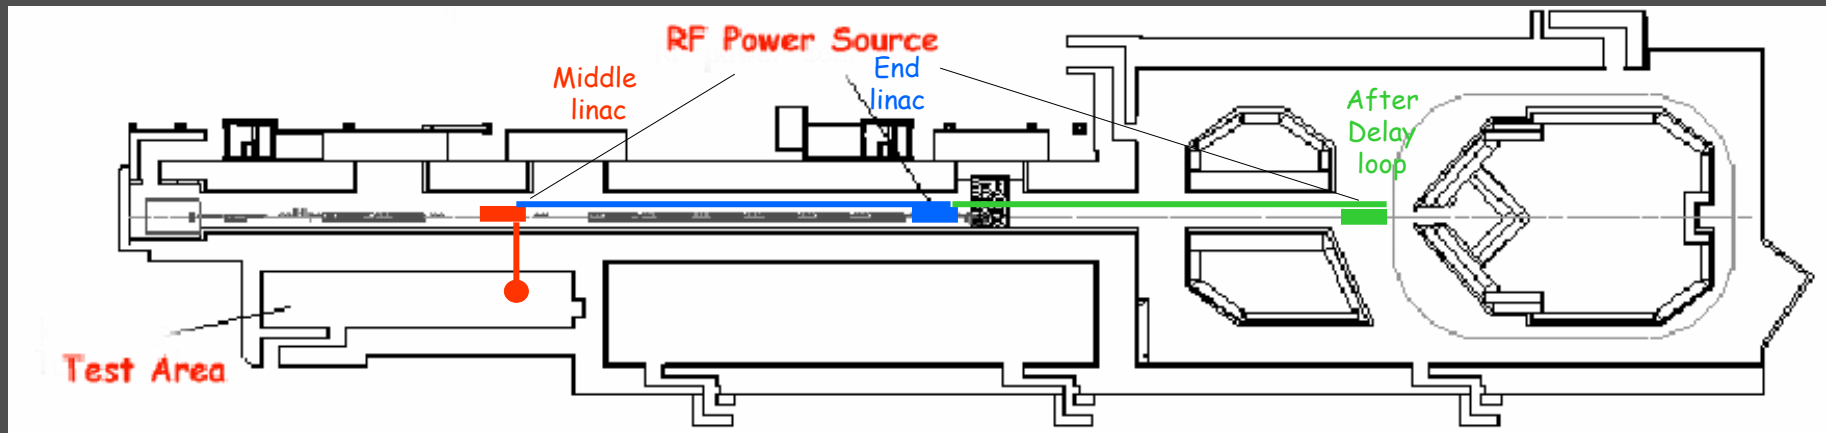 RF Power Source
Middle
linac
End
linac
After
Delay
loop
Test Area